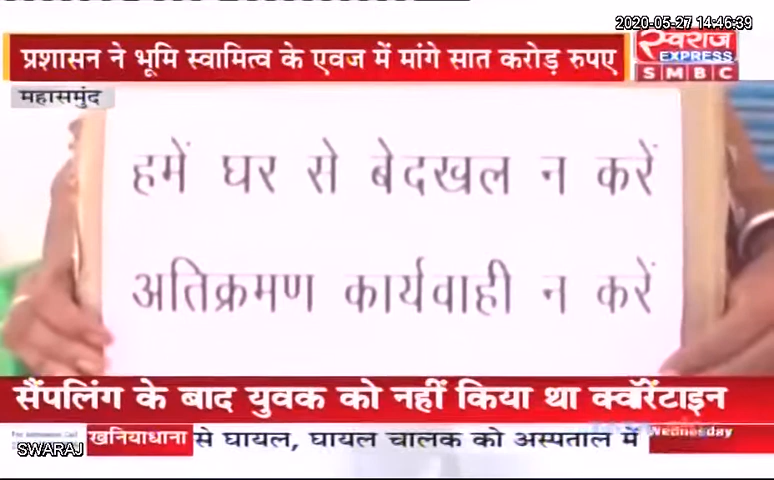 2020-05-27 14:46:39
प्रशासन ने भूमि स्वामित्व के एवज में मांगे सात करोड़ रुपए
स्वराज
EXPRESS
SMBC
महासमुंद
हमें घर से बेदखल न करें
अतिक्रमण कार्यवाही न करें
सैंपलिंग के बाद युवक को नहीं किया था क्वॉरेंटाइन
खनियाधाना से घायल, घायल चालक को अस्पताल में
Wednesday
SWARAJ